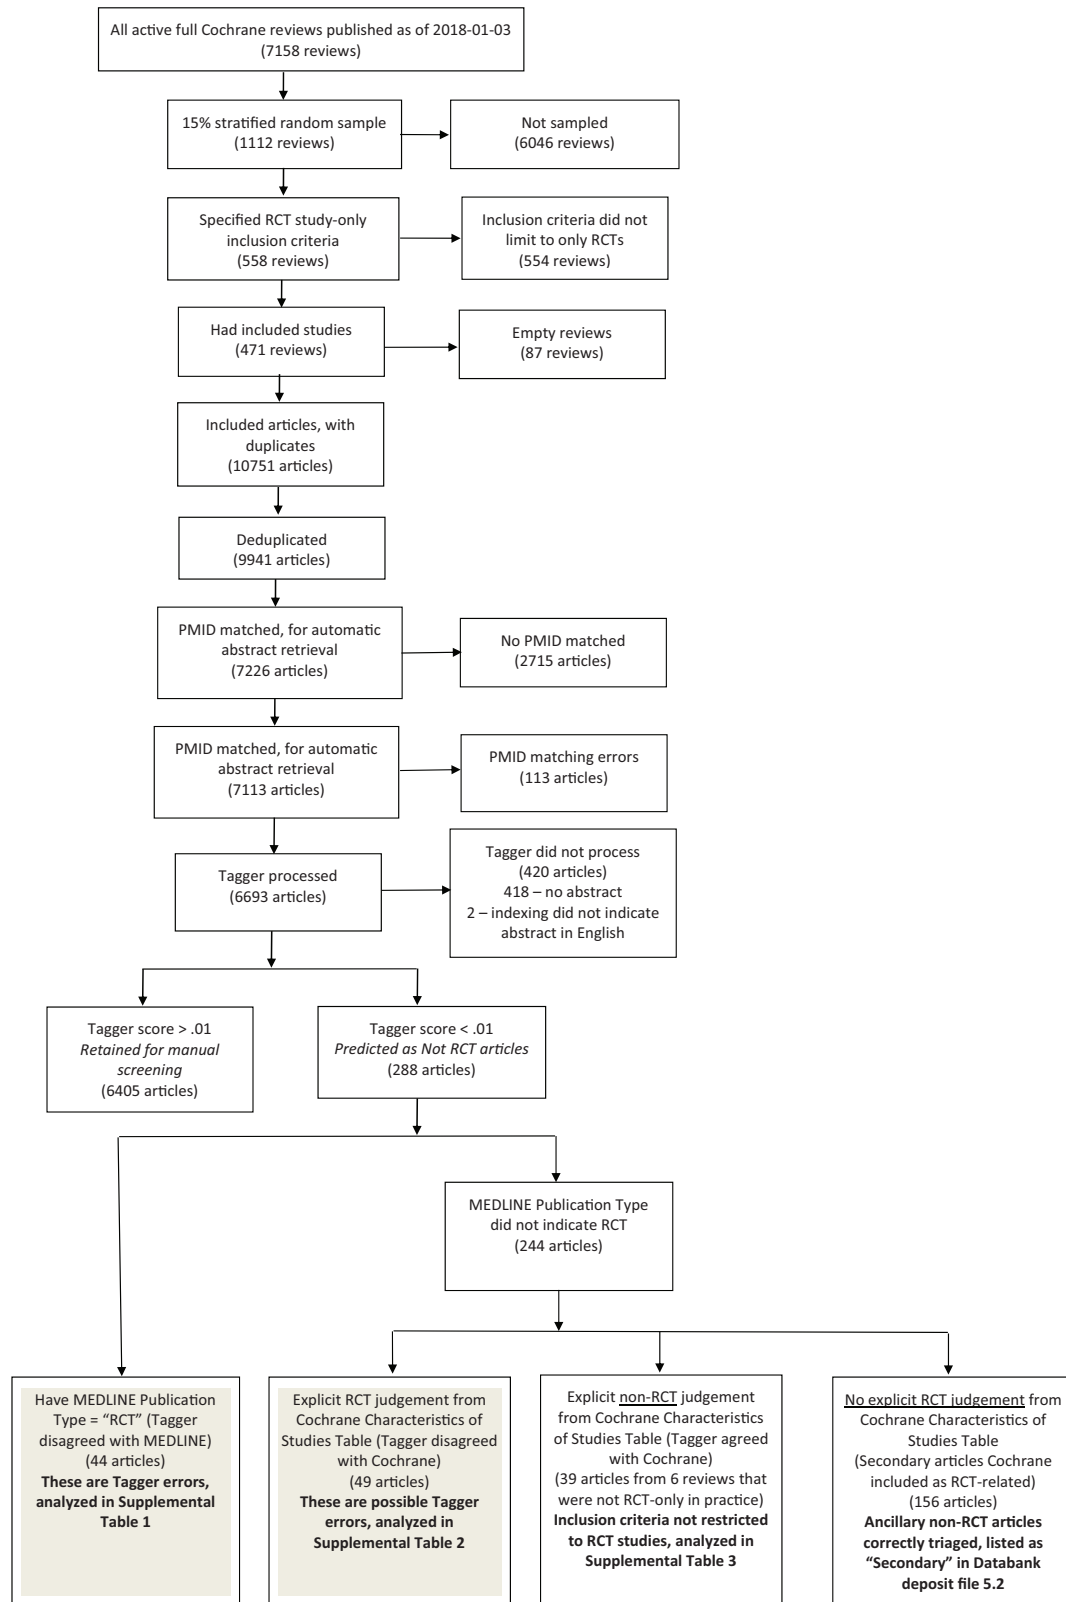 All active full Cochrane reviews published as of 2018-01-03
(7158 reviews)
15% stratified random sample
(1112 reviews)
Not sampled
(6046 reviews)
Specified RCT study-only
inclusion criteria
(558 reviews)
Inclusion criteria did not
limit to only RCTs
(554 reviews)
Had included studies
(471 reviews)
Empty reviews
(87 reviews)
Included articles, with
duplicates
(10751 articles)
Deduplicated
(9941 articles)
PMID matched, for automatic
abstract retrieval
(7226 articles)
No PMID matched
(2715 articles)
PMID matched, for automatic
abstract retrieval
(7113 articles)
PMID matching errors
(113 articles)
Tagger processed
(6693 articles)
Tagger did not process
(420 articles)
418 – no abstract
2 – indexing did not indicate
abstract in English
Tagger score > .01
Retained for manual
screening
(6405 articles)
Tagger score < .01
Predicted as Not RCT articles
(288 articles)
MEDLINE Publication Type
did not indicate RCT
(244 articles)
Have MEDLINE Publication
Type = “RCT” (Tagger
disagreed with MEDLINE)
(44 articles)
These are Tagger errors,
analyzed in Supplemental
Table 1
Explicit RCT judgement from
Cochrane Characteristics of
Studies Table (Tagger disagreed
with Cochrane)
(49 articles)
These are possible Tagger
errors, analyzed in
Supplemental Table 2
Explicit non-RCT judgement
from Cochrane Characteristics
of Studies Table (Tagger agreed
with Cochrane)
(39 articles from 6 reviews that
were not RCT-only in practice)
Inclusion criteria not restricted
to RCT studies, analyzed in
Supplemental Table 3
No explicit RCT judgement from
Cochrane Characteristics of
Studies Table
(Secondary articles Cochrane
included as RCT-related)
(156 articles)
Ancillary non-RCT articles
correctly triaged, listed as
“Secondary” in Databank
deposit file 5.2